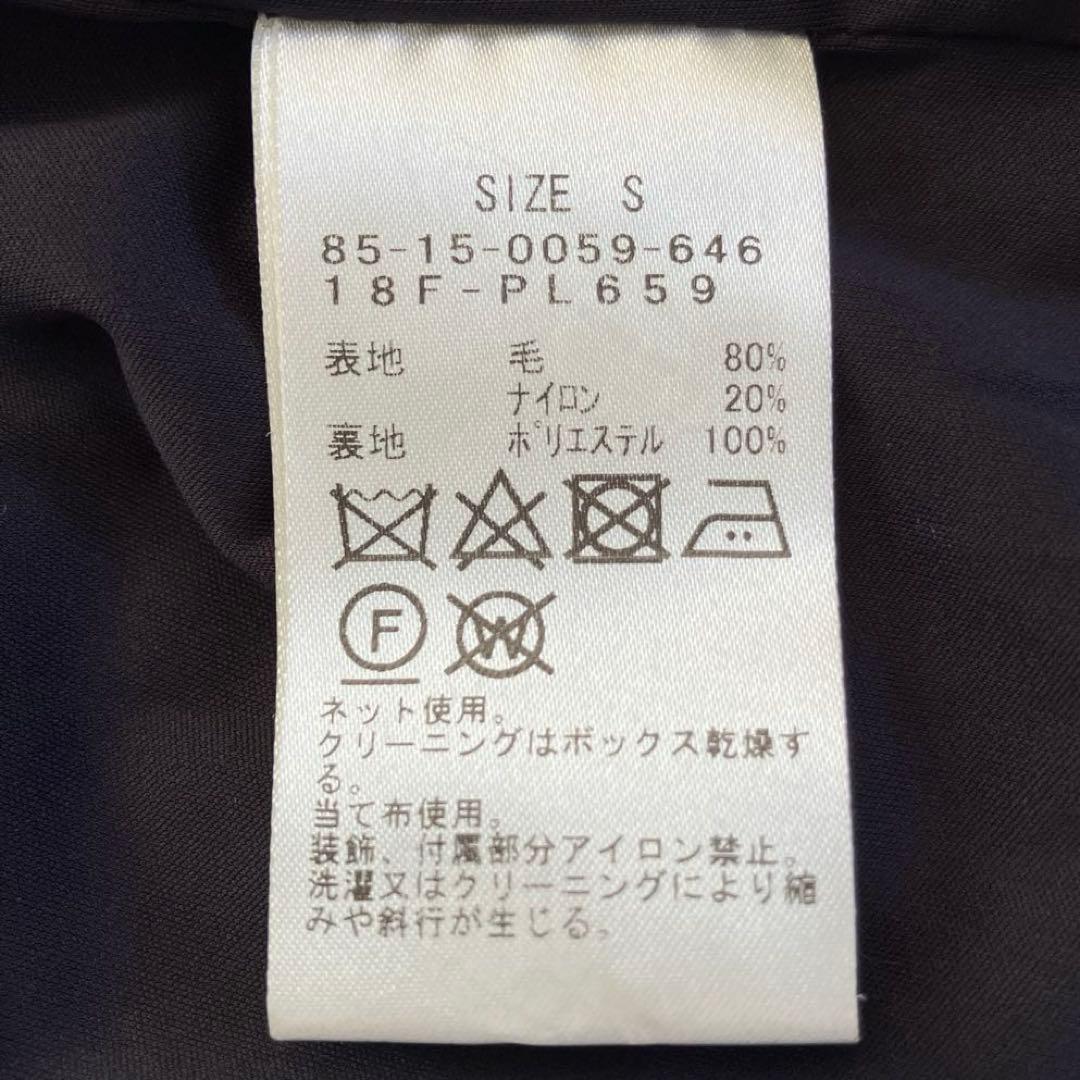 SIZE S
85-15-0059-646
18F-PL659
表地 毛 80%
ナイロン 20%
裏地 ポリエステル 100%
F W
ネット使用。
クリーニングはボックス乾燥す
る。
当て布使用。
装飾、付属部分アイロン禁止。
洗濯又はクリーニングにより縮
みや斜行が生じる。